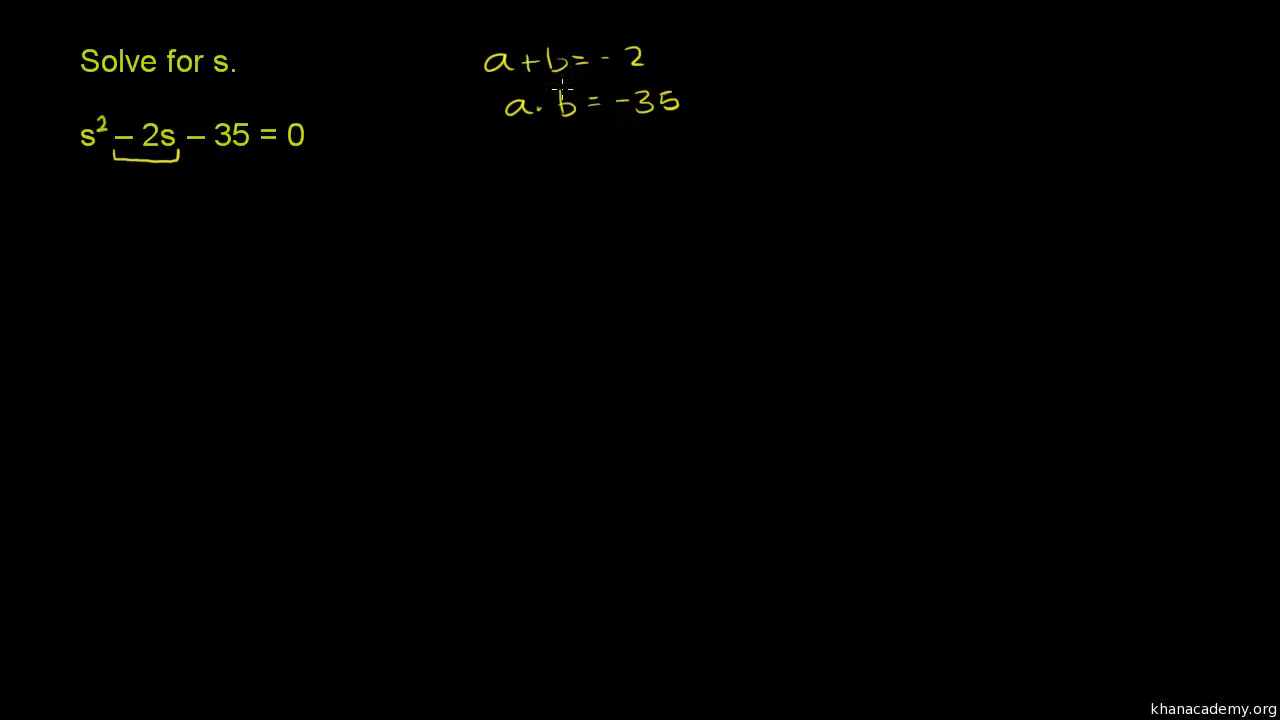 Solve for s.
s² – 2s – 35 = 0
a + b = - 2
a · b = -35
khanacademy.org